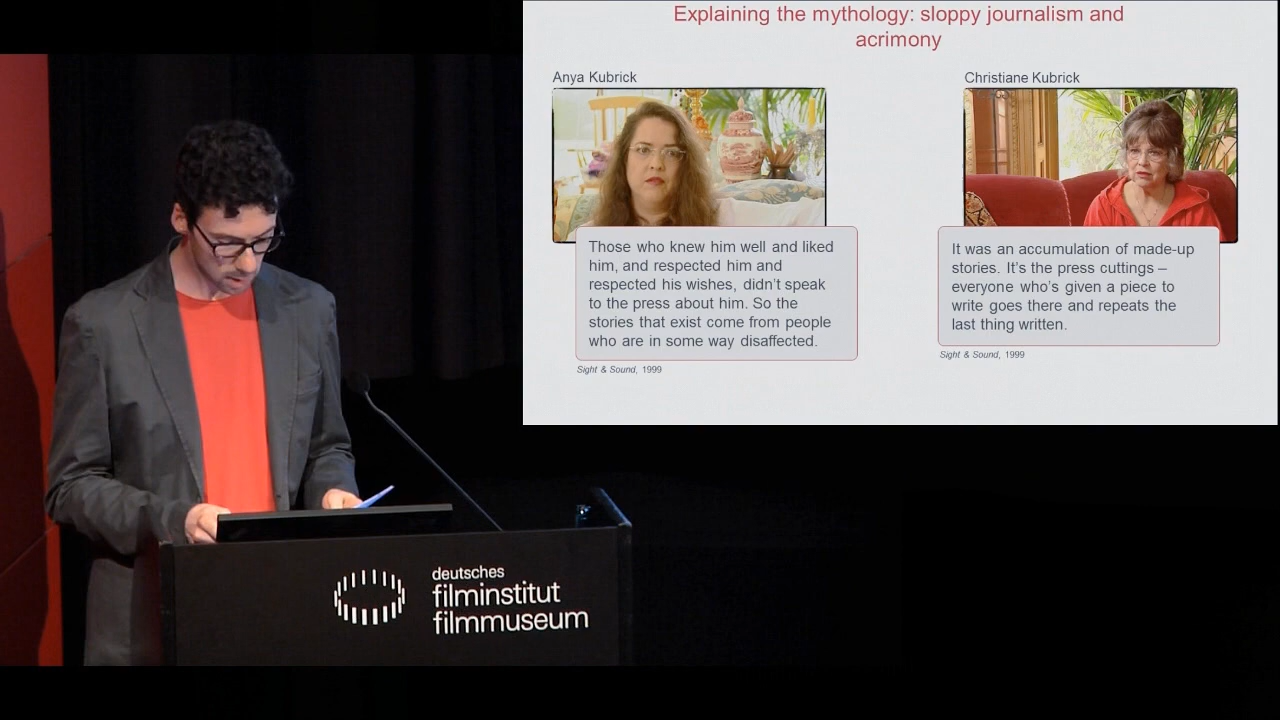 Explaining the mythology: sloppy journalism and
acrimony
Anya Kubrick
Those who knew him well and liked
him, and respected him and
respected his wishes, didn’t speak
to the press about him. So the
stories that exist come from people
who are in some way disaffected.
Sight & Sound, 1999
Christiane Kubrick
It was an accumulation of made-up
stories. It’s the press cuttings –
everyone who’s given a piece to
write goes there and repeats the
last thing written.
Sight & Sound, 1999
deutsches
filminstitut
filmmuseum